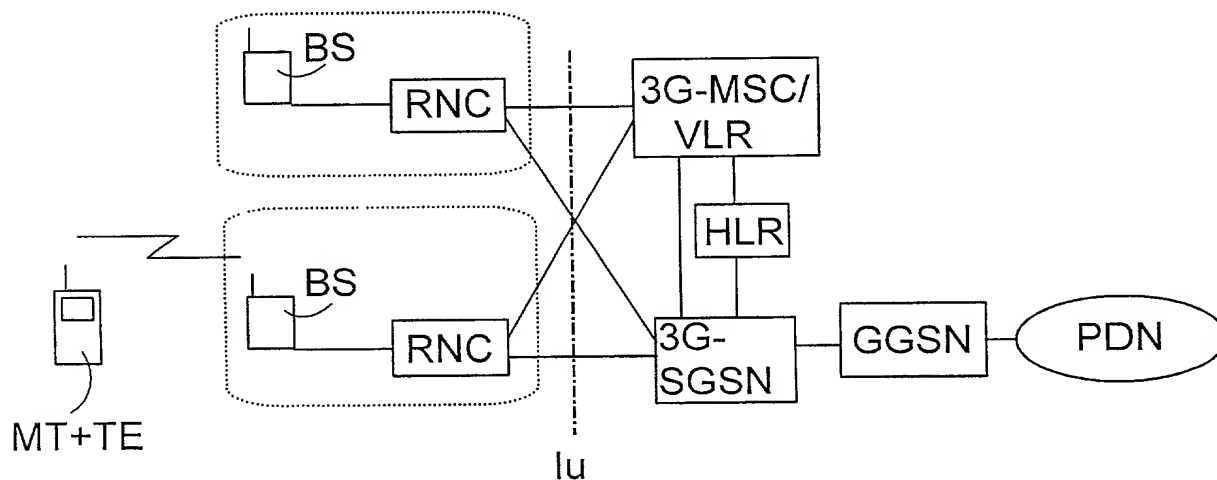 BS
RNC
3G-MSC/
VLR
HLR
BS
RNC
3G-
SGSN
GGSN
PDN
MT+TE
Iu